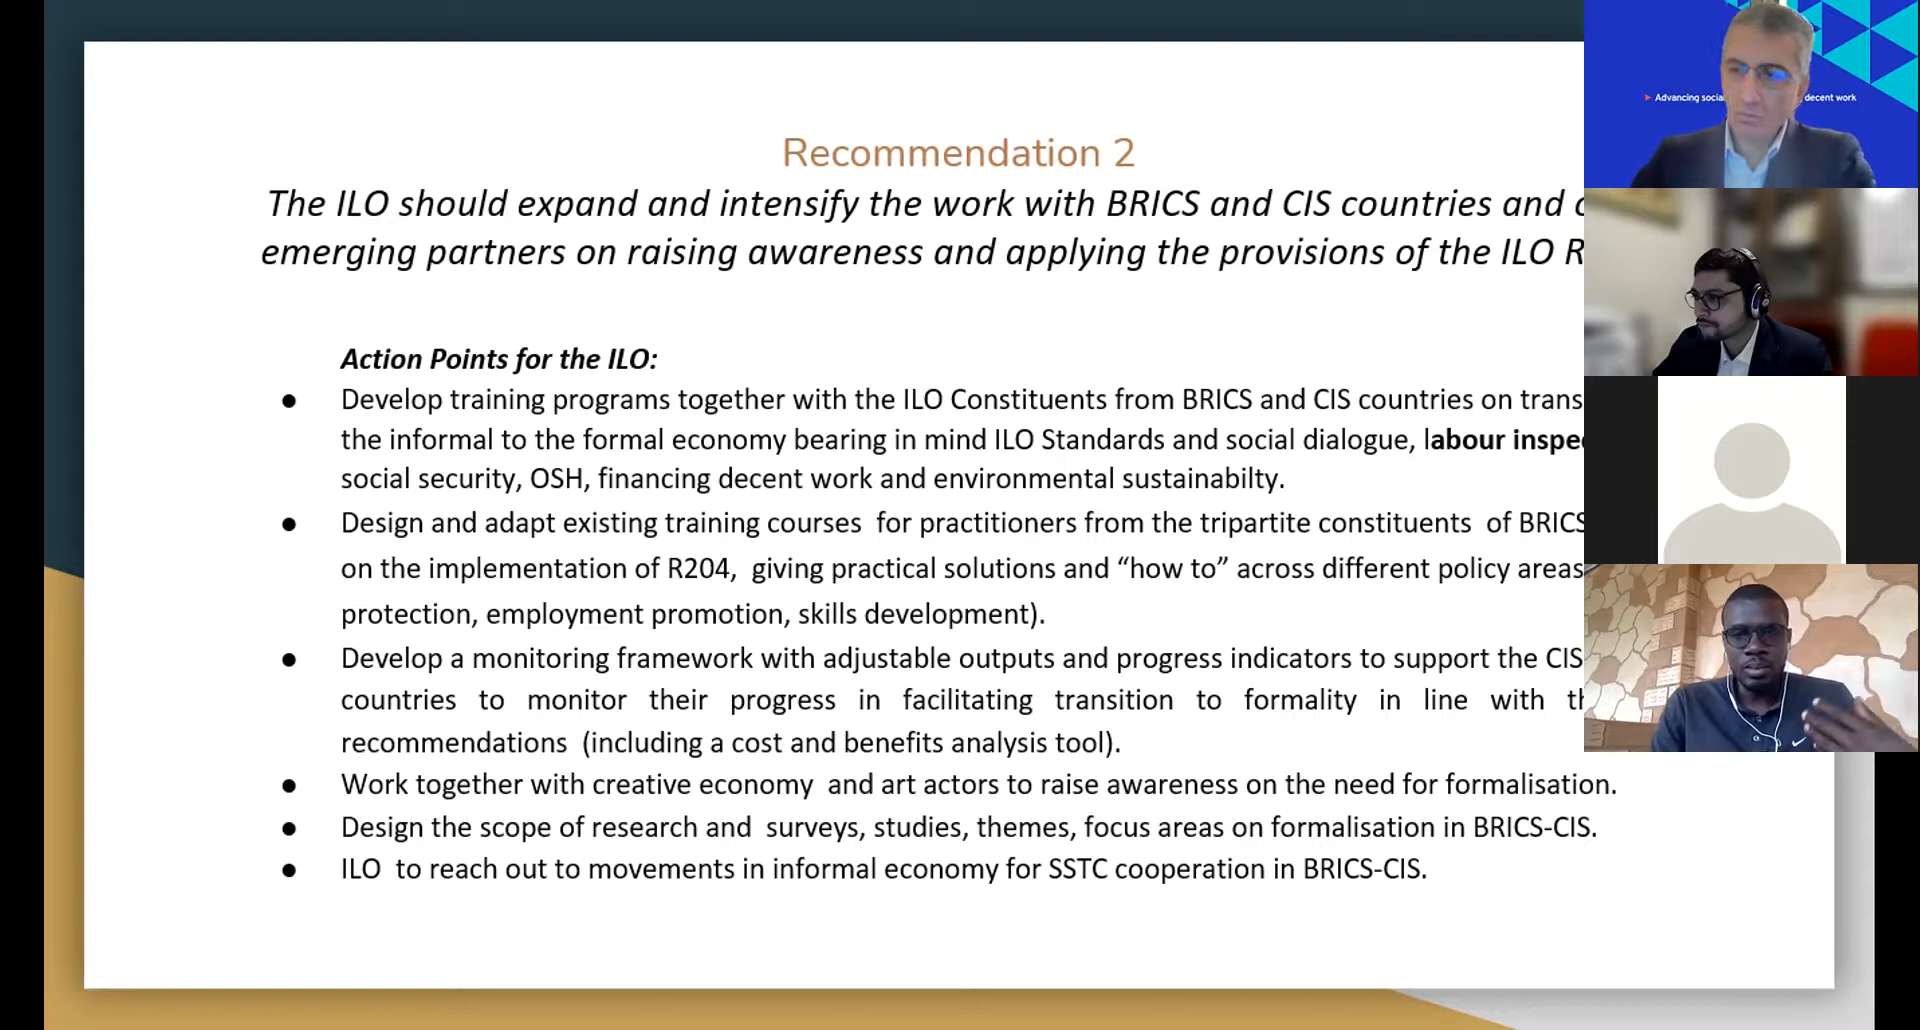 Recommendation 2
The ILO should expand and intensify the work with BRICS and CIS countries and
emerging partners on raising awareness and applying the provisions of the ILO
Action Points for the ILO:
● Develop training programs together with the ILO Constituents from BRICS and CIS countries on
the informal to the formal economy bearing in mind ILO Standards and social dialogue, labour
social security, OSH, financing decent work and environmental sustainabilty.
● Design and adapt existing training courses for practitioners from the tripartite constituents of BRICS
on the implementation of R204, giving practical solutions and “how to” across different policy areas
protection, employment promotion, skills development).
● Develop a monitoring framework with adjustable outputs and progress indicators to support the CIS
countries to monitor their progress in facilitating transition to formality in line with
recommendations (including a cost and benefits analysis tool).
● Work together with creative economy and art actors to raise awareness on the need for formalisation.
● Design the scope of research and surveys, studies, themes, focus areas on formalisation in BRICS-CIS.
● ILO to reach out to movements in informal economy for SSTC cooperation in BRICS-CIS.
Advancing decent work